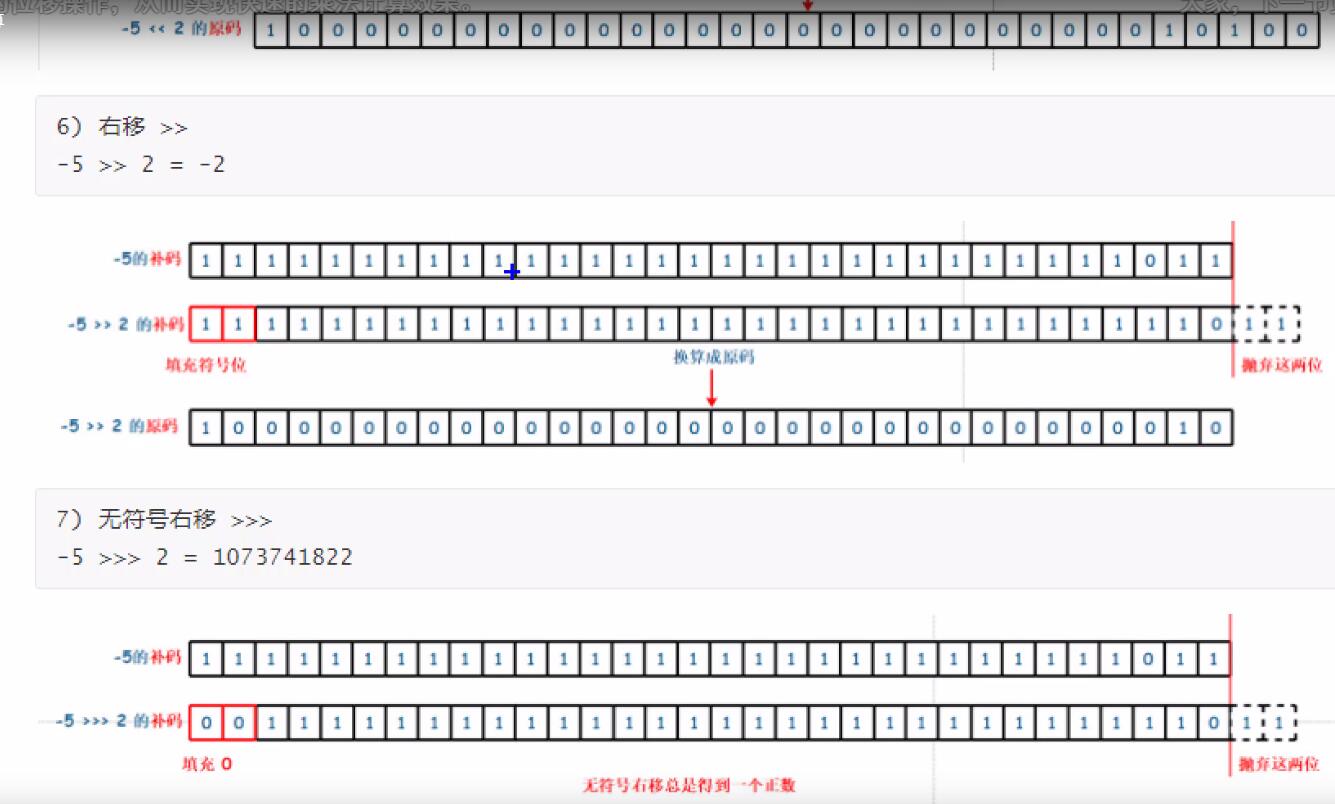 位移操作，从而实现快速的乘法计算效果。
-5 << 2 的原码 1 0 0 0 0 0 0 0 0 0 0 0 0 0 0 0 0 0 0 0 0 0 0 0 0 0 0 1 0 1 0 0
6) 右移 >>
-5 >> 2 = -2
-5的补码 1 1 1 1 1 1 1 1 1 1 1 1 1 1 1 1 1 1 1 1 1 1 1 1 1 1 1 1 1 0 1 1
-5 >> 2 的补码 1 1 1 1 1 1 1 1 1 1 1 1 1 1 1 1 1 1 1 1 1 1 1 1 1 1 1 1 1 1 1 0 1 1
填充符号位 换算成原码 抛弃这两位
-5 >> 2 的原码 1 0 0 0 0 0 0 0 0 0 0 0 0 0 0 0 0 0 0 0 0 0 0 0 0 0 0 0 0 0 1 0
7) 无符号右移 >>>
-5 >>> 2 = 1073741822
-5的补码 1 1 1 1 1 1 1 1 1 1 1 1 1 1 1 1 1 1 1 1 1 1 1 1 1 1 1 1 1 0 1 1
-5 >>> 2 的补码 0 0 1 1 1 1 1 1 1 1 1 1 1 1 1 1 1 1 1 1 1 1 1 1 1 1 1 1 1 1 1 0 1 1
填充 0 抛弃这两位
无符号右移总是得到一个正数